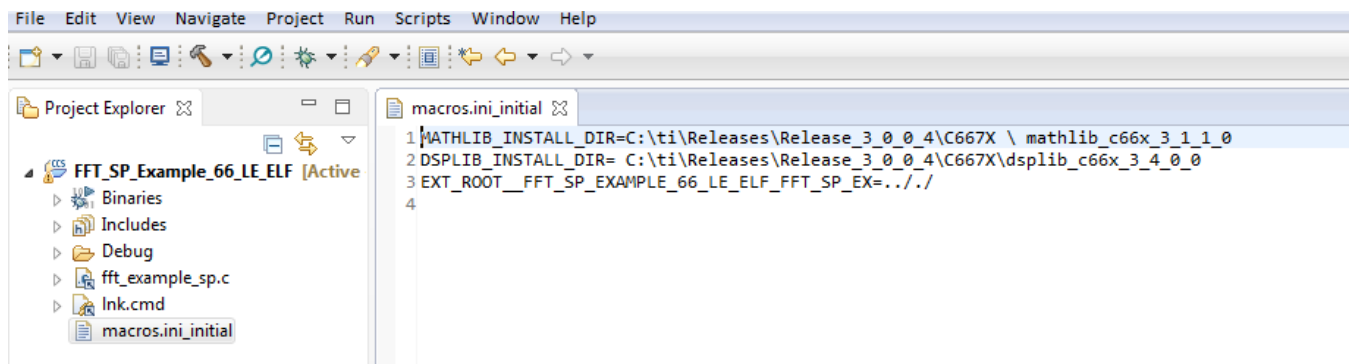 File Edit View Navigate Project Run Scripts Window Help
Project Explorer
macros.ini_initial
FFT_SP_Example_66_LE_ELF [Active
Binaries
Includes
Debug
fft_example_sp.c
lnk.cmd
macros.ini_initial
1 MATHLIB_INSTALL_DIR=C:\ti\Releases\Release_3_0_0_4\C667X \ mathlib_c66x_3_1_1_0
2 DSPLIB_INSTALL_DIR= C:\ti\Releases\Release_3_0_0_4\C667X\dsplib_c66x_3_4_0_0
3 EXT_ROOT__FFT_SP_EXAMPLE_66_LE_ELF_FFT_SP_EX=.././
4